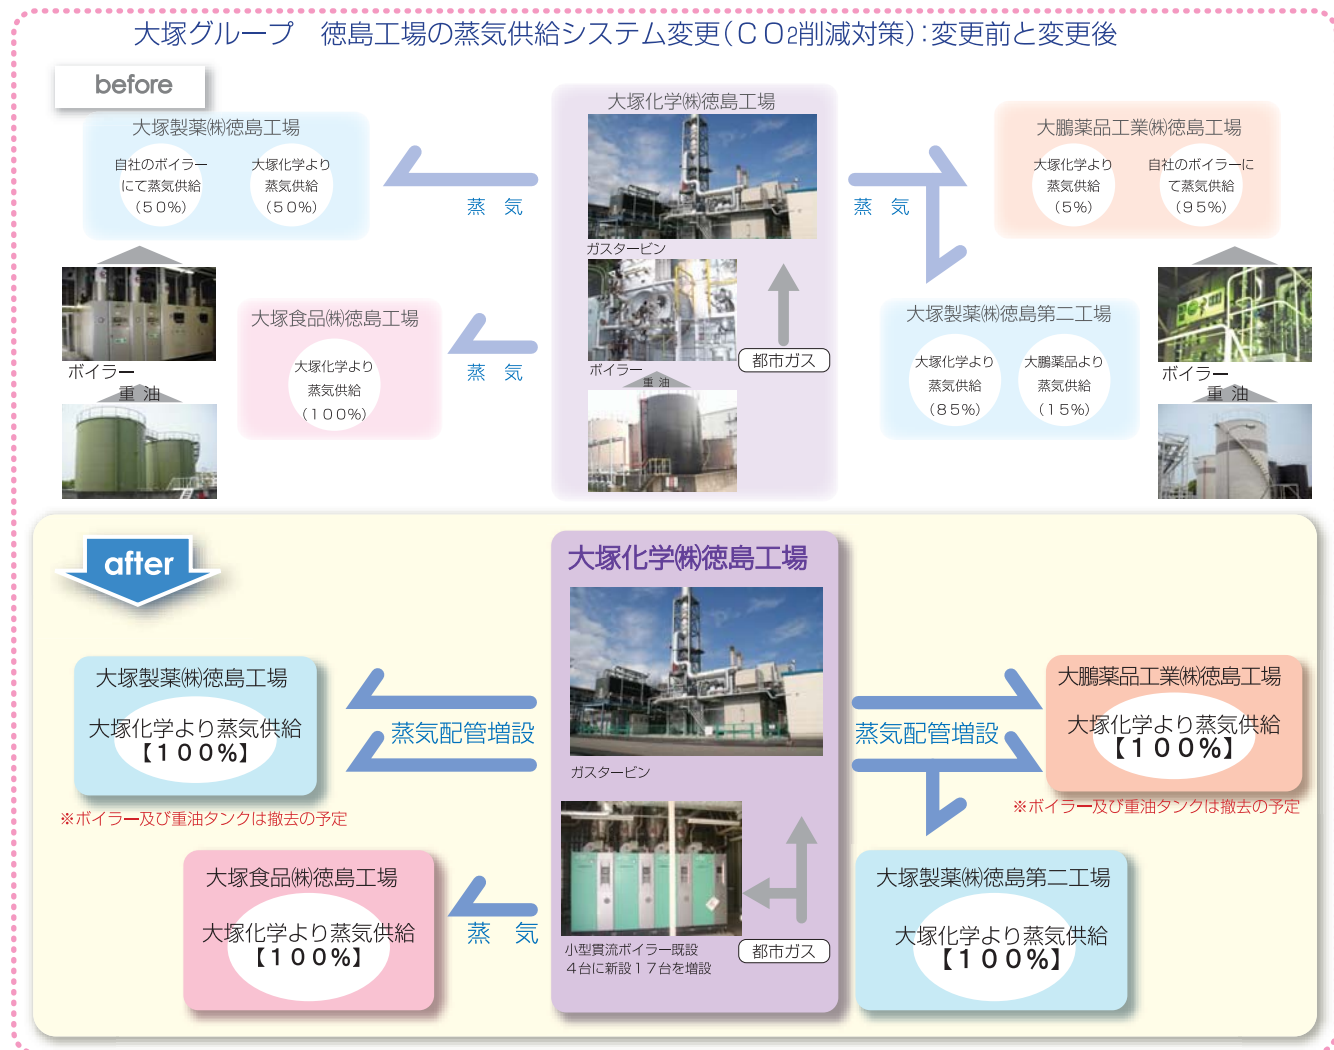 大塚グループ　徳島工場の蒸気供給システム変更（ＣＯ2削減対策）：変更前と変更後
before
大塚製薬㈱徳島工場
自社のボイラー
にて蒸気供給
（５０％）
大塚化学より
蒸気供給
（５０％）
蒸　気
ボイラー
重 油
大塚食品㈱徳島工場
大塚化学より
蒸気供給
（１００％）
蒸　気
大塚化学㈱徳島工場
ガスタービン
ボイラー
重 油
都市ガス
蒸　気
大鵬薬品工業㈱徳島工場
大塚化学より
蒸気供給
（5％）
自社のボイラーに
て蒸気供給
（９５％）
ボイラー
重 油
大塚製薬㈱徳島第二工場
大塚化学より
蒸気供給
（８５％）
大鵬薬品より
蒸気供給
（１５％）
after
大塚製薬㈱徳島工場
大塚化学より蒸気供給
【１００％】
※ボイラー及び重油タンクは撤去の予定
蒸気配管増設
大塚食品㈱徳島工場
大塚化学より蒸気供給
【１００％】
蒸　気
大塚化学㈱徳島工場
ガスタービン
小型貫流ボイラー既設
４台に新設１７台を増設
都市ガス
蒸気配管増設
大鵬薬品工業㈱徳島工場
大塚化学より蒸気供給
【１００％】
※ボイラー及び重油タンクは撤去の予定
大塚製薬㈱徳島第二工場
大塚化学より蒸気供給
【１００％】